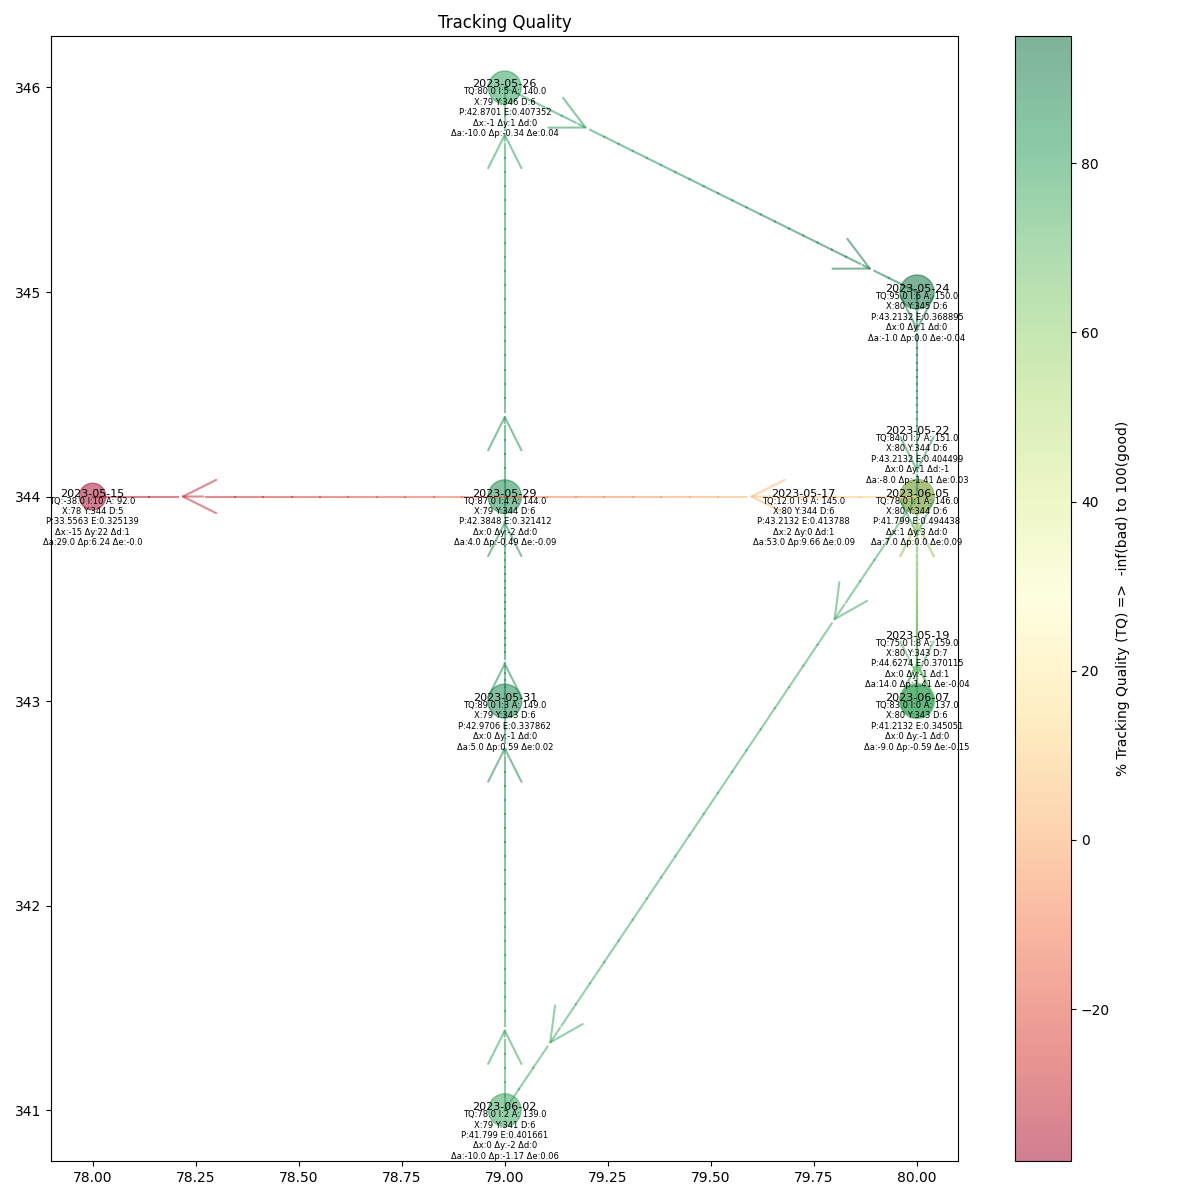 Tracking Quality
346
345
344
343
342
341
2023-05-26
TQ:80.0 I:5 A: 140.0
X:79 Y:346 D:6
P:42.8701 E:0.407352
Δx:-1 Δy:1 Δd:0
Δa:-10.0 Δp:-0.34 Δe:0.04
2023-05-24
TQ:95.0 I:6 A: 150.0
X:80 Y:345 D:6
P:43.2132 E:0.368895
Δx:0 Δy:1 Δd:0
Δa:-1.0 Δp:0.0 Δe:-0.04
2023-05-22
TQ:84.0 I:7 A: 151.0
X:80 Y:344 D:6
P:43.2132 E:0.404499
Δx:0 Δy:1 Δd:-1
Δa:-8.0 Δp:-1.41 Δe:0.03
2023-05-15
TQ:-38.0 I:10 A: 92.0
X:78 Y:344 D:5
P:33.5563 E:0.325139
Δx:-15 Δy:22 Δd:1
Δa:29.0 Δp:6.24 Δe:-0.0
2023-05-29
TQ:87.0 I:4 A: 144.0
X:79 Y:344 D:6
P:42.3848 E:0.321412
Δx:0 Δy:-2 Δd:0
Δa:4.0 Δp:-0.49 Δe:-0.09
2023-05-17
TQ:12.0 I:9 A: 145.0
X:80 Y:344 D:6
P:43.2132 E:0.413788
Δx:2 Δy:0 Δd:1
Δa:53.0 Δp:9.66 Δe:0.09
2023-06-05
TQ:78.0 I:1 A: 146.0
X:80 Y:344 D:6
P:41.799 E:0.494438
Δx:1 Δy:3 Δd:0
Δa:7.0 Δp:0.0 Δe:0.09
2023-05-19
TQ:75.0 I:8 A: 159.0
X:80 Y:343 D:7
P:44.6274 E:0.370115
Δx:0 Δy:-1 Δd:1
Δa:14.0 Δp:1.41 Δe:-0.04
2023-05-31
TQ:89.0 I:3 A: 149.0
X:79 Y:343 D:6
P:42.9706 E:0.337862
Δx:0 Δy:-1 Δd:0
Δa:5.0 Δp:0.59 Δe:0.02
2023-06-07
TQ:83.0 I:0 A: 137.0
X:80 Y:343 D:6
P:41.2132 E:0.345051
Δx:0 Δy:-1 Δd:0
Δa:-9.0 Δp:-0.59 Δe:-0.15
2023-06-02
TQ:78.0 I:2 A: 139.0
X:79 Y:341 D:6
P:41.799 E:0.401661
Δx:0 Δy:-2 Δd:0
Δa:-10.0 Δp:-1.17 Δe:0.06
78.00 78.25 78.50 78.75 79.00 79.25 79.50 79.75 80.00
80
60
40
20
0
−20
% Tracking Quality (TQ) => -inf(bad) to 100(good)